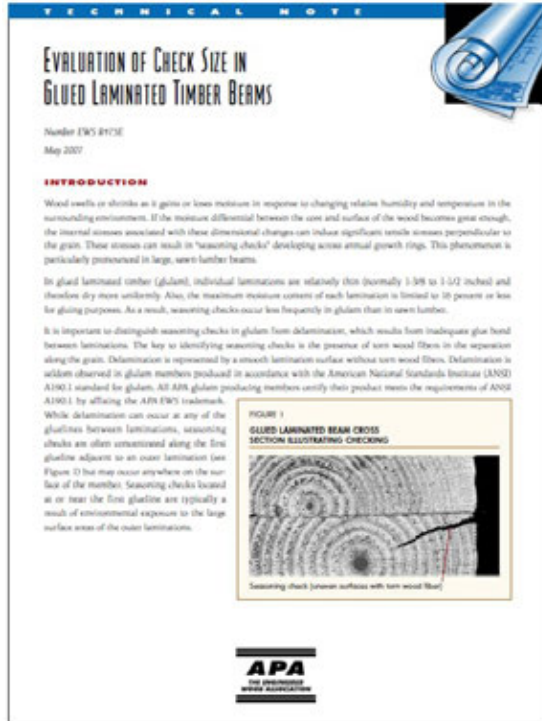 TECHNICAL NOTE
EVALUATION OF CHECK SIZE IN
GLUED LAMINATED TIMBER BEAMS
Number EWS R475E
May 2007
INTRODUCTION
Wood swells or shrinks as it gains or loses moisture in response to changing relative humidity and temperature in the
surrounding environment. If the moisture differential between the core and surface of the wood becomes great enough,
the internal stresses associated with these dimensional changes can induce significant tensile stresses perpendicular to
the grain. These stresses can result in "seasoning checks" developing across annual growth rings. This phenomenon is
particularly pronounced in large, sawn-lumber beams.
In glued laminated timber (glulam), individual laminations are relatively thin (normally 1-3/8 to 1-1/2 inches) and
therefore dry more uniformly. Also, the maximum moisture content of each lamination is limited to 16 percent or less
for gluing purposes. As a result, seasoning checks occur less frequently in glulam than in sawn lumber.
It is important to distinguish seasoning checks in glulam from delamination, which results from inadequate glue bond
between laminations. The key to identifying seasoning checks is the presence of torn wood fibers in the separation
along the grain. Delamination is represented by a smooth lamination surface without torn wood fibers. Delamination is
seldom observed in glulam members produced in accordance with the American National Standards Institute (ANSI)
A190.1 standard for glulam. All APA glulam producing members certify their product meets the requirements of ANSI
A190.1 by affixing the APA EWS trademark.
While delamination can occur at any of the
gluelines between laminations, seasoning
checks are often concentrated along the first
glueline adjacent to an outer lamination (see
Figure 1) but may occur anywhere on the sur-
face of the member. Seasoning checks located
at or near the first glueline are typically a
result of environmental exposure to the large
surface areas of the outer laminations.
FIGURE 1
GLUED LAMINATED BEAM CROSS
SECTION ILLUSTRATING CHECKING
Seasoning check (uneven surfaces with torn wood fiber)
APA
THE ENGINEERED
WOOD ASSOCIATION